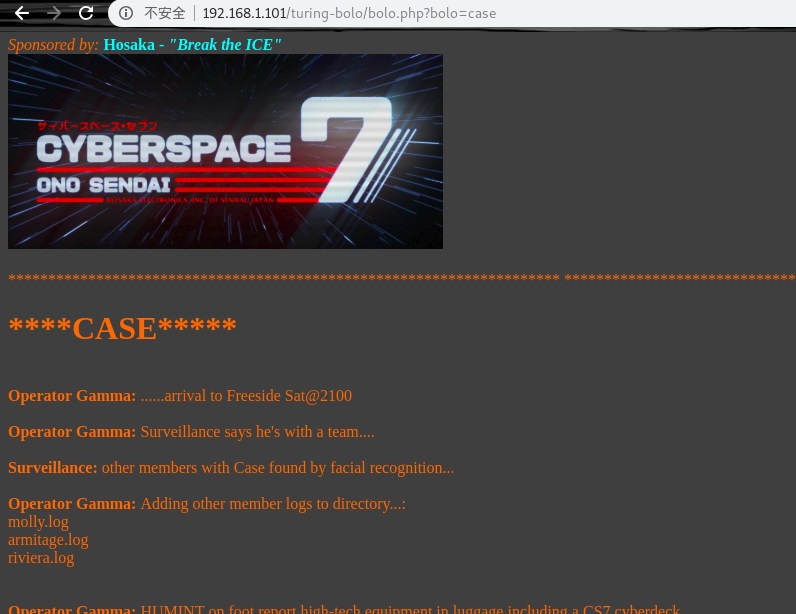 不安全 192.168.1.101/turing-bolo/bolo.php?bolo=case
Sponsored by: Hosaka - "Break the ICE"
サイバースペース・セブン
CYBERSPACE 7
ONO SENDAI
HOSAKA ELECTRONICS, INC. OF SENDAI, JAPAN
********************************************************************* *****************************
****CASE*****
Operator Gamma: ......arrival to Freeside Sat@2100
Operator Gamma: Surveillance says he's with a team....
Surveillance: other members with Case found by facial recognition...
Operator Gamma: Adding other member logs to directory...:
molly.log
armitage.log
riviera.log
Operator Gamma: HUMINT on foot report high-tech equipment in luggage including a CS7 cyberdeck